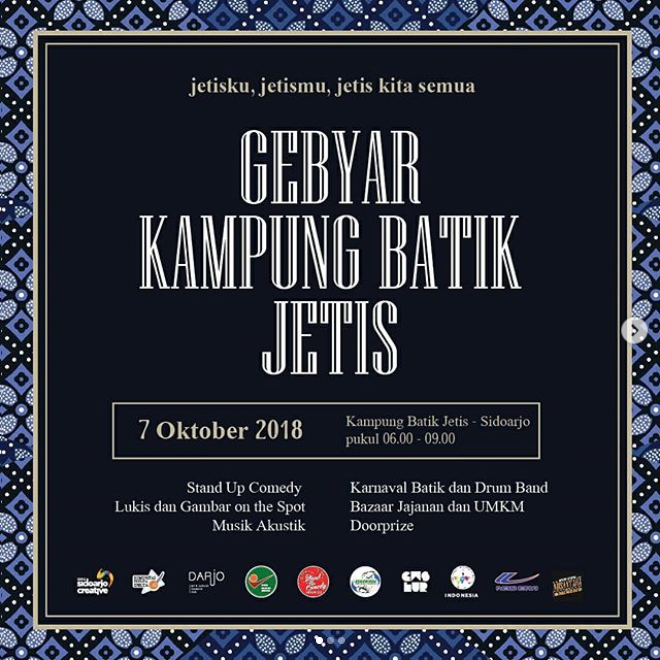 jetisku, jetismu, jetis kita semua
GEBYAR
KAMPUNG BATIK
JETIS
7 Oktober 2018
Kampung Batik Jetis - Sidoarjo
pukul 06.00 - 09.00
Stand Up Comedy
Lukis dan Gambar on the Spot
Musik Akustik
Karnaval Batik dan Drum Band
Bazaar Jajanan dan UMKM
Doorprize
sidoarjo
creative
DARJO
INDONESIA